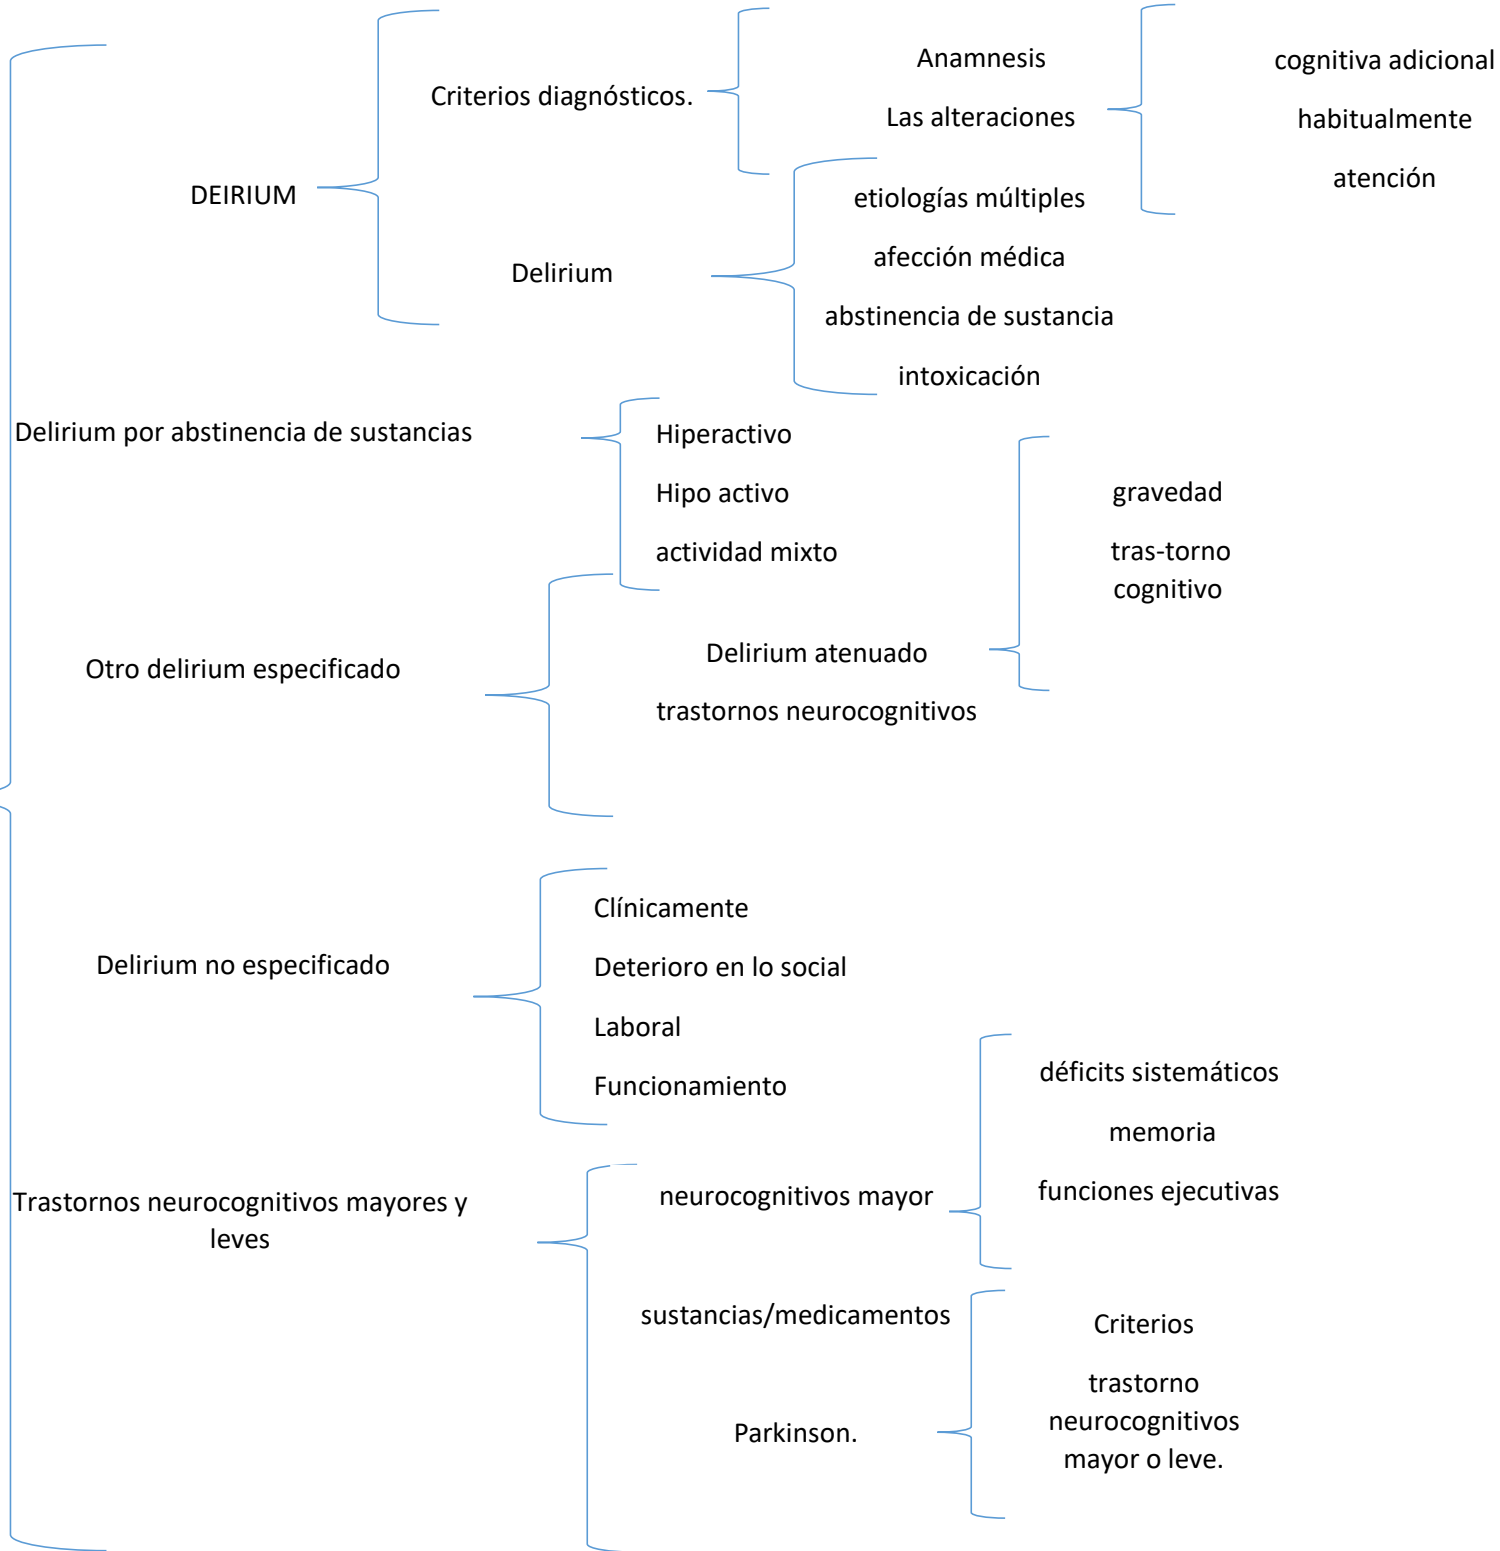 DEIRIUM
Criterios diagnósticos.
Anamnesis
Las alteraciones
cognitiva adicional
habitualmente
atención
Delirium
etiologías múltiples
afección médica
abstinencia de sustancia
intoxicación
Delirium por abstinencia de sustancias
Hiperactivo
Hipo activo
actividad mixto
Otro delirium especificado
Delirium atenuado
trastornos neurocognitivos
gravedad
tras-torno
cognitivo
Delirium no especificado
Clínicamente
Deterioro en lo social
Laboral
Funcionamiento
Trastornos neurocognitivos mayores y
leves
neurocognitivos mayor
déficits sistemáticos
memoria
funciones ejecutivas
sustancias/medicamentos
Parkinson.
Criterios
trastorno
neurocognitivos
mayor o leve.